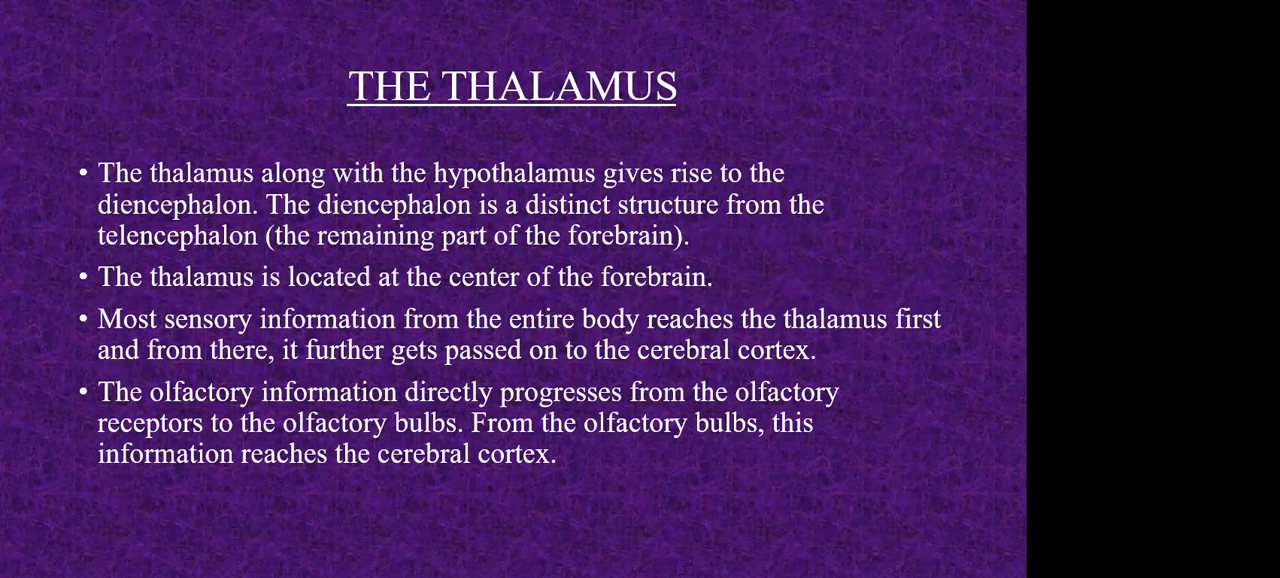 THE THALAMUS
• The thalamus along with the hypothalamus gives rise to the
diencephalon. The diencephalon is a distinct structure from the
telencephalon (the remaining part of the forebrain).
• The thalamus is located at the center of the forebrain.
• Most sensory information from the entire body reaches the thalamus first
and from there, it further gets passed on to the cerebral cortex.
• The olfactory information directly progresses from the olfactory
receptors to the olfactory bulbs. From the olfactory bulbs, this
information reaches the cerebral cortex.